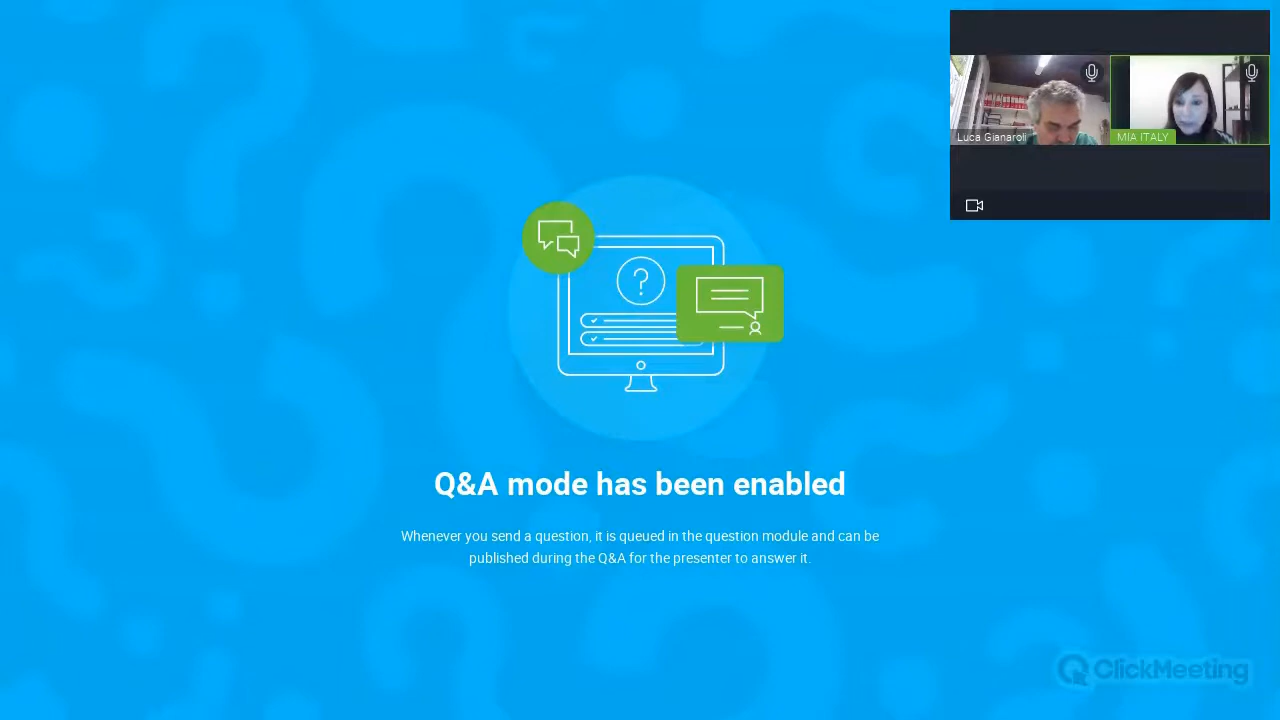 Luca Gianaroli
MIA ITALY
Q&A mode has been enabled
Whenever you send a question, it is queued in the question module and can be
published during the Q&A for the presenter to answer it.
ClickMeeting